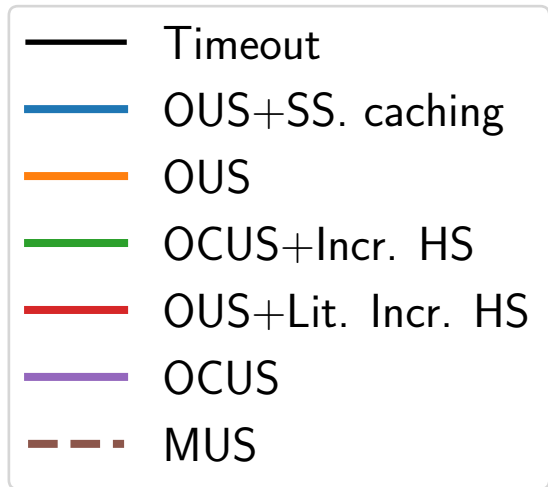 Timeout
OUS+SS. caching
OUS
OCUS+Incr. HS
OUS+Lit. Incr. HS
OCUS
MUS